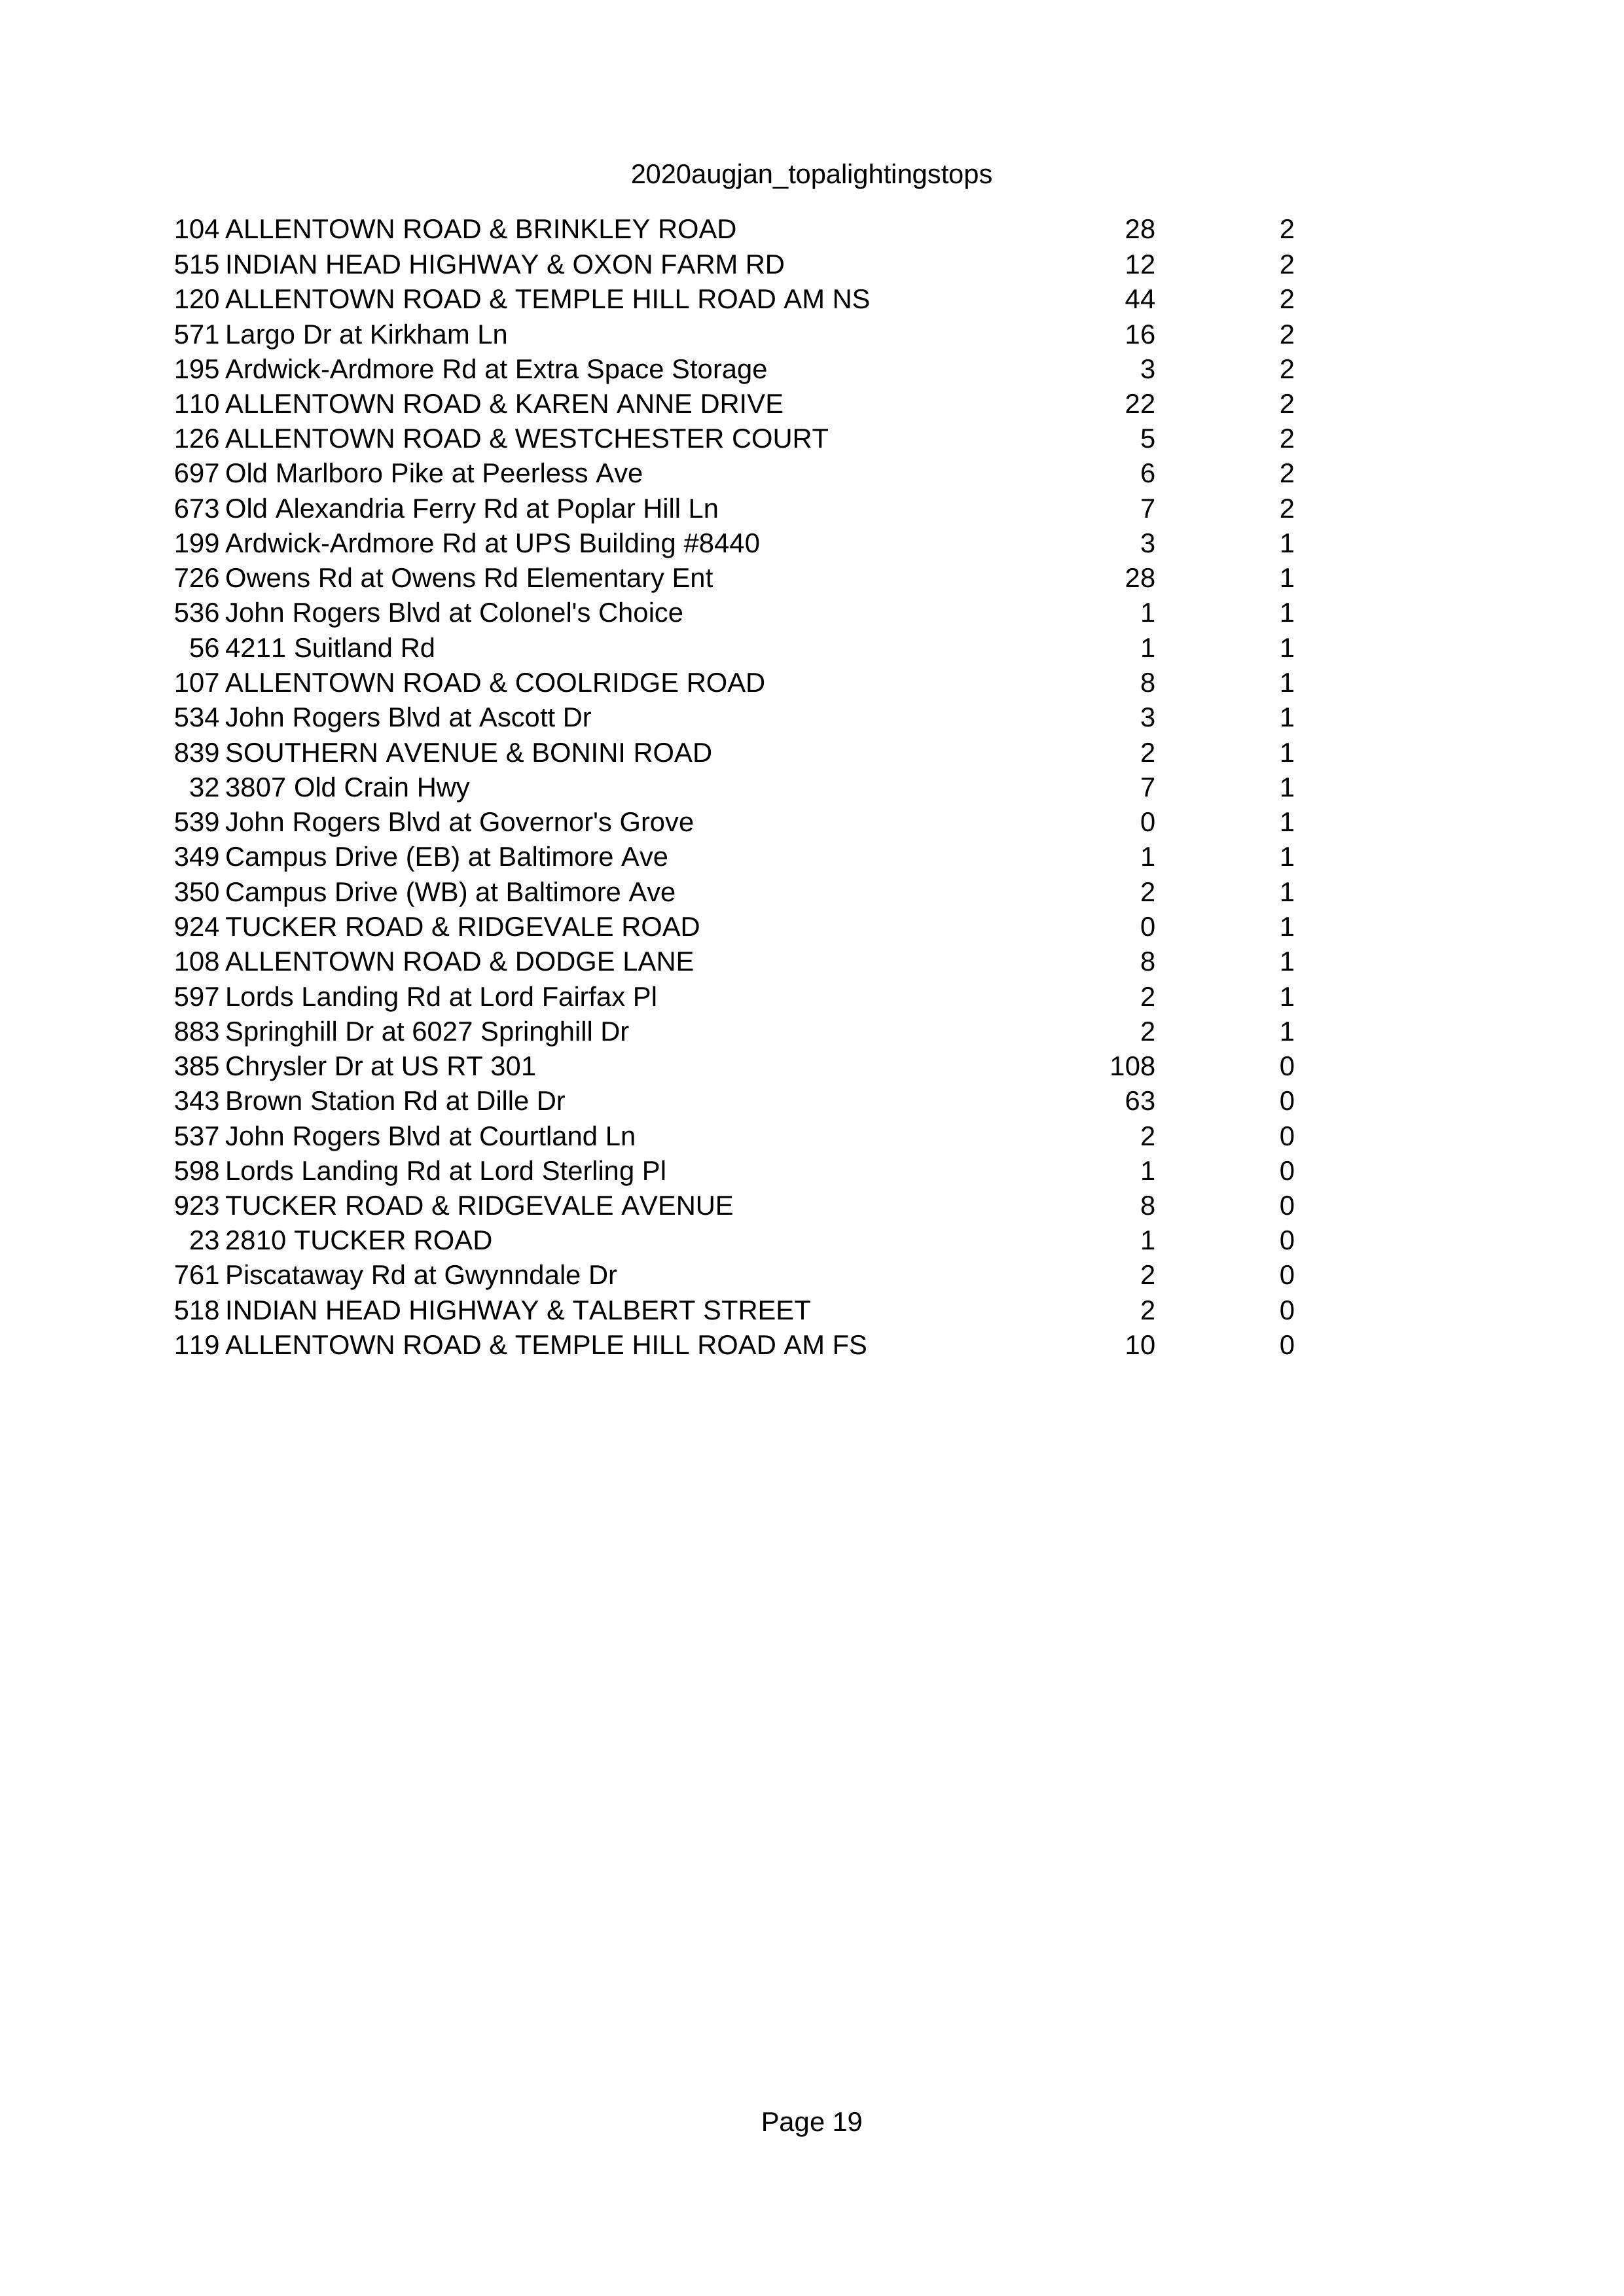 2020augjan_topalightingstops
104 ALLENTOWN ROAD & BRINKLEY ROAD 28 2
515 INDIAN HEAD HIGHWAY & OXON FARM RD 12 2
120 ALLENTOWN ROAD & TEMPLE HILL ROAD AM NS 44 2
571 Largo Dr at Kirkham Ln 16 2
195 Ardwick-Ardmore Rd at Extra Space Storage 3 2
110 ALLENTOWN ROAD & KAREN ANNE DRIVE 22 2
126 ALLENTOWN ROAD & WESTCHESTER COURT 5 2
697 Old Marlboro Pike at Peerless Ave 6 2
673 Old Alexandria Ferry Rd at Poplar Hill Ln 7 2
199 Ardwick-Ardmore Rd at UPS Building #8440 3 1
726 Owens Rd at Owens Rd Elementary Ent 28 1
536 John Rogers Blvd at Colonel's Choice 1 1
56 4211 Suitland Rd 1 1
107 ALLENTOWN ROAD & COOLRIDGE ROAD 8 1
534 John Rogers Blvd at Ascott Dr 3 1
839 SOUTHERN AVENUE & BONINI ROAD 2 1
32 3807 Old Crain Hwy 7 1
539 John Rogers Blvd at Governor's Grove 0 1
349 Campus Drive (EB) at Baltimore Ave 1 1
350 Campus Drive (WB) at Baltimore Ave 2 1
924 TUCKER ROAD & RIDGEVALE ROAD 0 1
108 ALLENTOWN ROAD & DODGE LANE 8 1
597 Lords Landing Rd at Lord Fairfax Pl 2 1
883 Springhill Dr at 6027 Springhill Dr 2 1
385 Chrysler Dr at US RT 301 108 0
343 Brown Station Rd at Dille Dr 63 0
537 John Rogers Blvd at Courtland Ln 2 0
598 Lords Landing Rd at Lord Sterling Pl 1 0
923 TUCKER ROAD & RIDGEVALE AVENUE 8 0
23 2810 TUCKER ROAD 1 0
761 Piscataway Rd at Gwynndale Dr 2 0
518 INDIAN HEAD HIGHWAY & TALBERT STREET 2 0
119 ALLENTOWN ROAD & TEMPLE HILL ROAD AM FS 10 0
Page 19